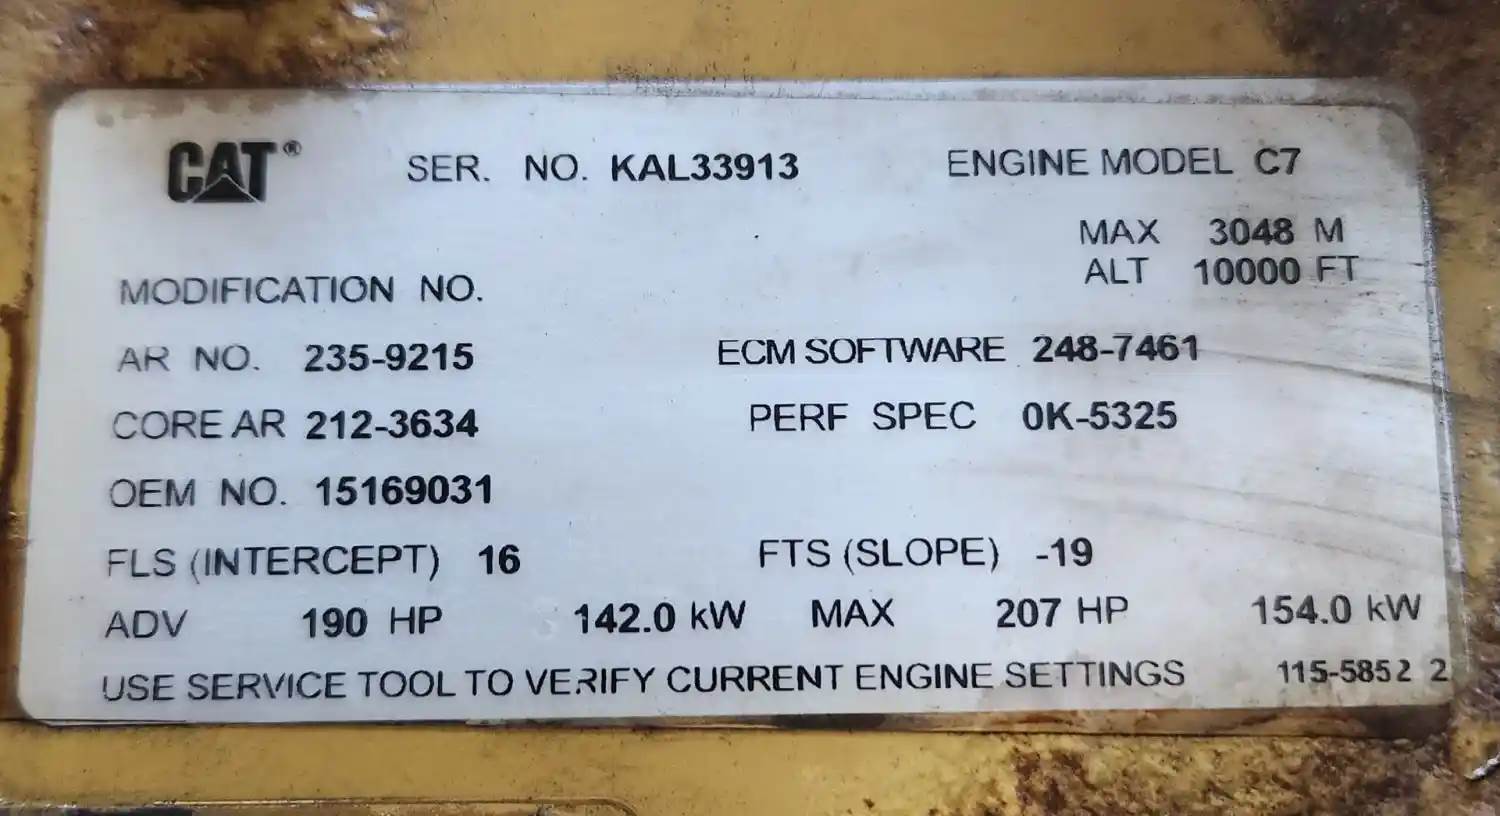 CAT® SER. NO. KAL33913 ENGINE MODEL C7
MAX 3048 M
ALT 10000 FT
MODIFICATION NO.
AR NO. 235-9215 ECM SOFTWARE 248-7461
CORE AR 212-3634 PERF SPEC 0K-5325
OEM NO. 15169031
FLS (INTERCEPT) 16 FTS (SLOPE) -19
ADV 190 HP 142.0 kW MAX 207 HP 154.0 kW
USE SERVICE TOOL TO VERIFY CURRENT ENGINE SETTINGS 115-5852 2